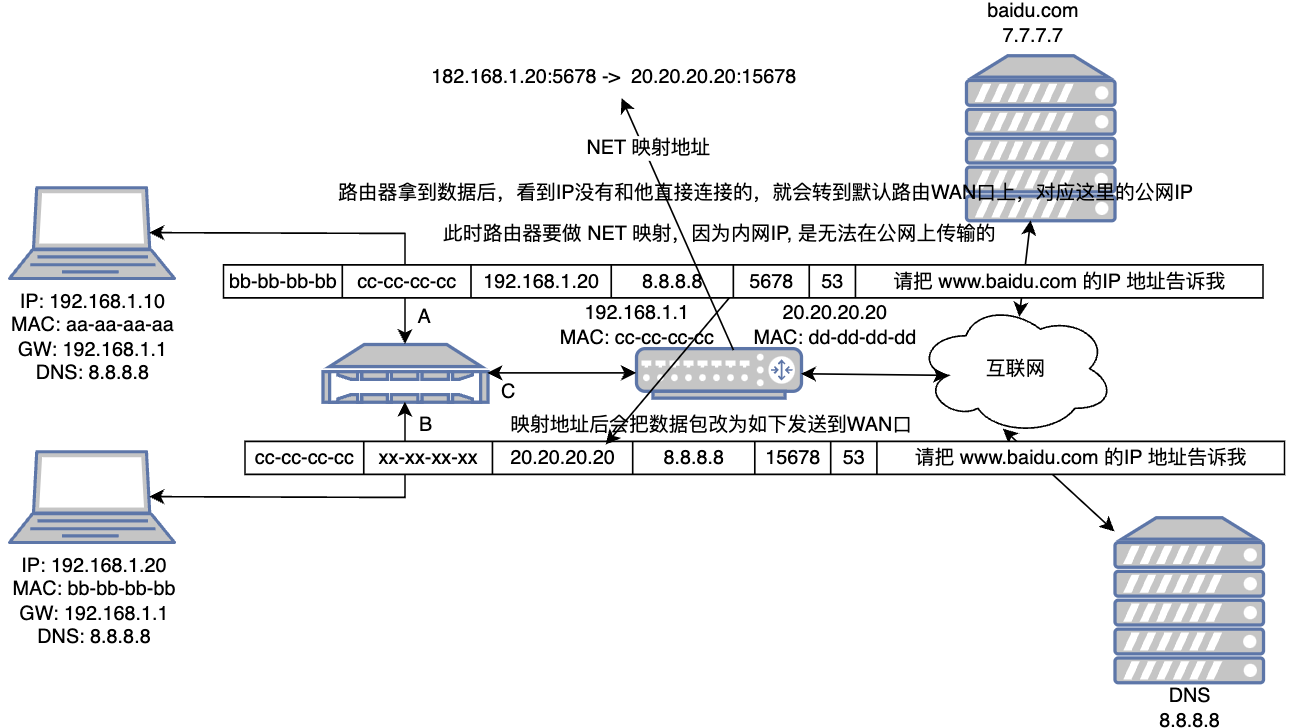 baidu.com
7.7.7.7
182.168.1.20:5678 -> 20.20.20.20:15678
NET 映射地址
路由器拿到数据后，看到IP没有和他直接连接的，就会转到默认路由WAN口上，对应这里的公网IP
此时路由器要做 NET 映射，因为内网IP, 是无法在公网上传输的
bb-bb-bb-bb cc-cc-cc-cc 192.168.1.20 8.8.8.8 5678 53 请把 www.baidu.com 的IP 地址告诉我
IP: 192.168.1.10
MAC: aa-aa-aa-aa
GW: 192.168.1.1
DNS: 8.8.8.8
A
192.168.1.1
MAC: cc-cc-cc-cc
20.20.20.20
MAC: dd-dd-dd-dd
互联网
C
B
映射地址后会把数据包改为如下发送到WAN口
cc-cc-cc-cc xx-xx-xx-xx 20.20.20.20 8.8.8.8 15678 53 请把 www.baidu.com 的IP 地址告诉我
IP: 192.168.1.20
MAC: bb-bb-bb-bb
GW: 192.168.1.1
DNS: 8.8.8.8
DNS
8.8.8.8